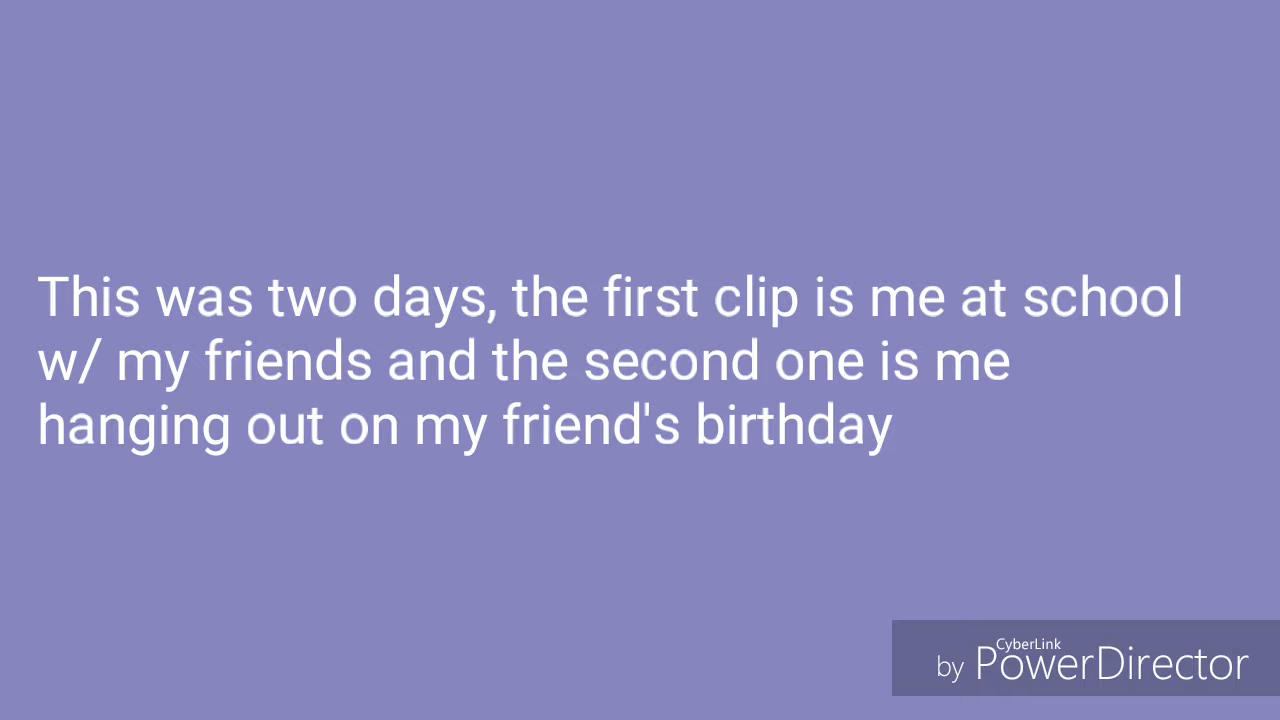 This was two days, the first clip is me at school
w/ my friends and the second one is me
hanging out on my friend's birthday
CyberLink
by PowerDirector